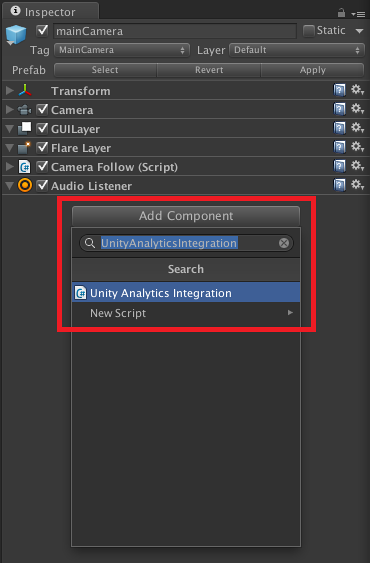 Inspector
mainCamera
Static
Tag MainCamera Layer Default
Prefab Select Revert Apply
Transform
Camera
GUILayer
Flare Layer
Camera Follow (Script)
Audio Listener
Add Component
UnityAnalyticsIntegration
Search
Unity Analytics Integration
New Script